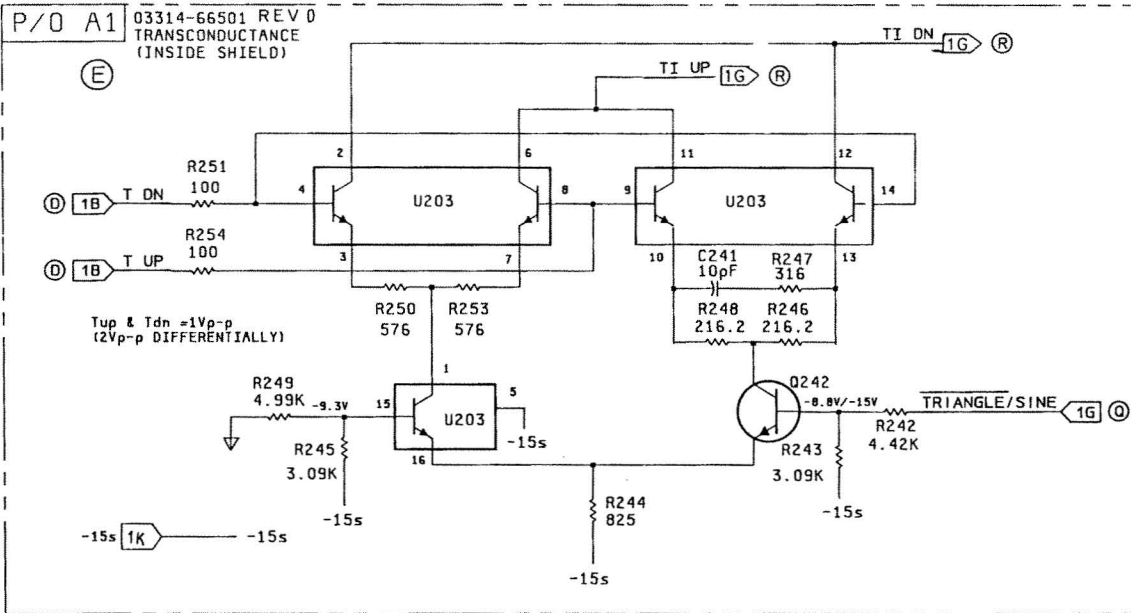 P/O A1
03314-66501 REV D
TRANSCONDUCTANCE
(INSIDE SHIELD)
E
TI DN 1G R
TI UP 1G R
2
6
11
12
R251
100
D 1B T DN
4
U203
8
9
U203
14
R254
100
D 1B T UP
3
7
10
13
C241
10pF
R247
316
R250
576
R253
576
R248
216.2
R246
216.2
Tup & Tdn =1Vp-p
(2Vp-p DIFFERENTIALLY)
1
R249
4.99K
-9.3V
15
U203
5
-15s
16
R245
3.09K
-15s
Q242
-8.8V/-15V
TRIANGLE/SINE 1G Q
R242
4.42K
R243
3.09K
-15s
R244
825
-15s
-15s 1K -15s